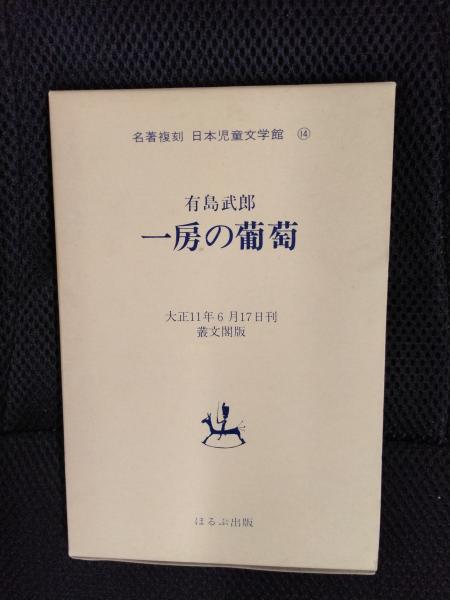 名著複刻 日本児童文学館 ⑭
有島武郎
一房の葡萄
大正11年6月17日刊
叢文閣版
ほるぷ出版